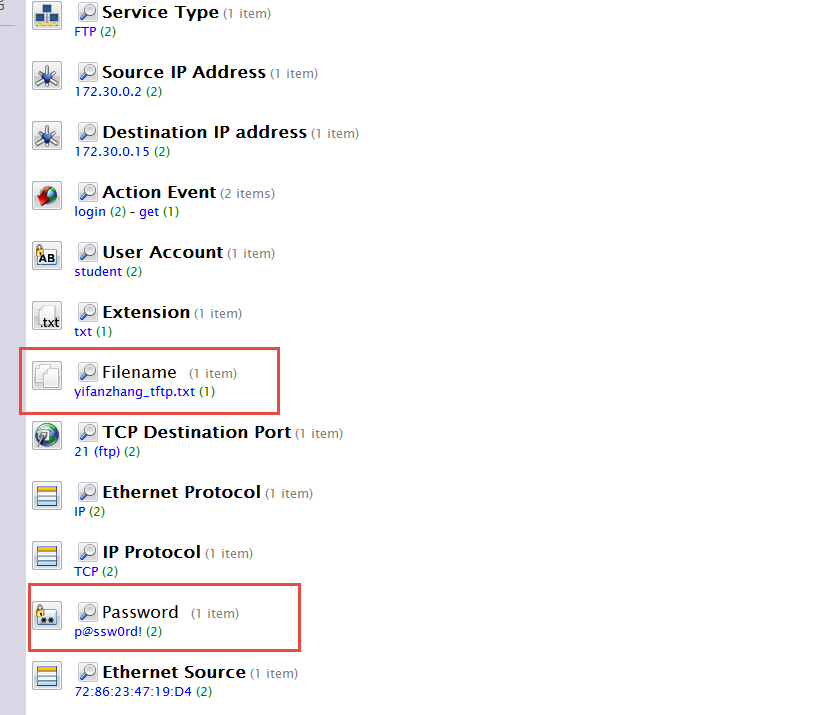 Service Type (1 item)
FTP (2)
Source IP Address (1 item)
172.30.0.2 (2)
Destination IP address (1 item)
172.30.0.15 (2)
Action Event (2 items)
login (2) - get (1)
AB
User Account (1 item)
student (2)
.txt
Extension (1 item)
txt (1)
Filename (1 item)
yifanzhang_tftp.txt (1)
TCP Destination Port (1 item)
21 (ftp) (2)
Ethernet Protocol (1 item)
IP (2)
IP Protocol (1 item)
TCP (2)
**
Password (1 item)
p@ssw0rd! (2)
Ethernet Source (1 item)
72:86:23:47:19:D4 (2)